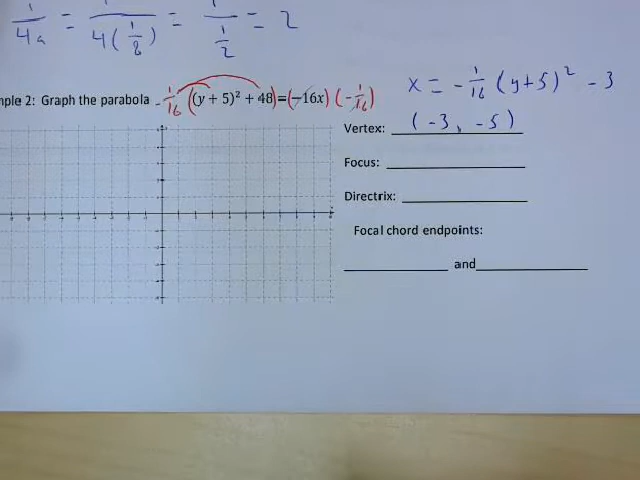 1/4a = 1/4(1/8) = 1/1/2 = 2
x = -1/16 (y+5)² - 3
ple 2: Graph the parabola -1/16 ((y + 5)² + 48) = (-16x) (-1/16)
Vertex: (-3, -5)
Focus:
Directrix:
Focal chord endpoints:
and